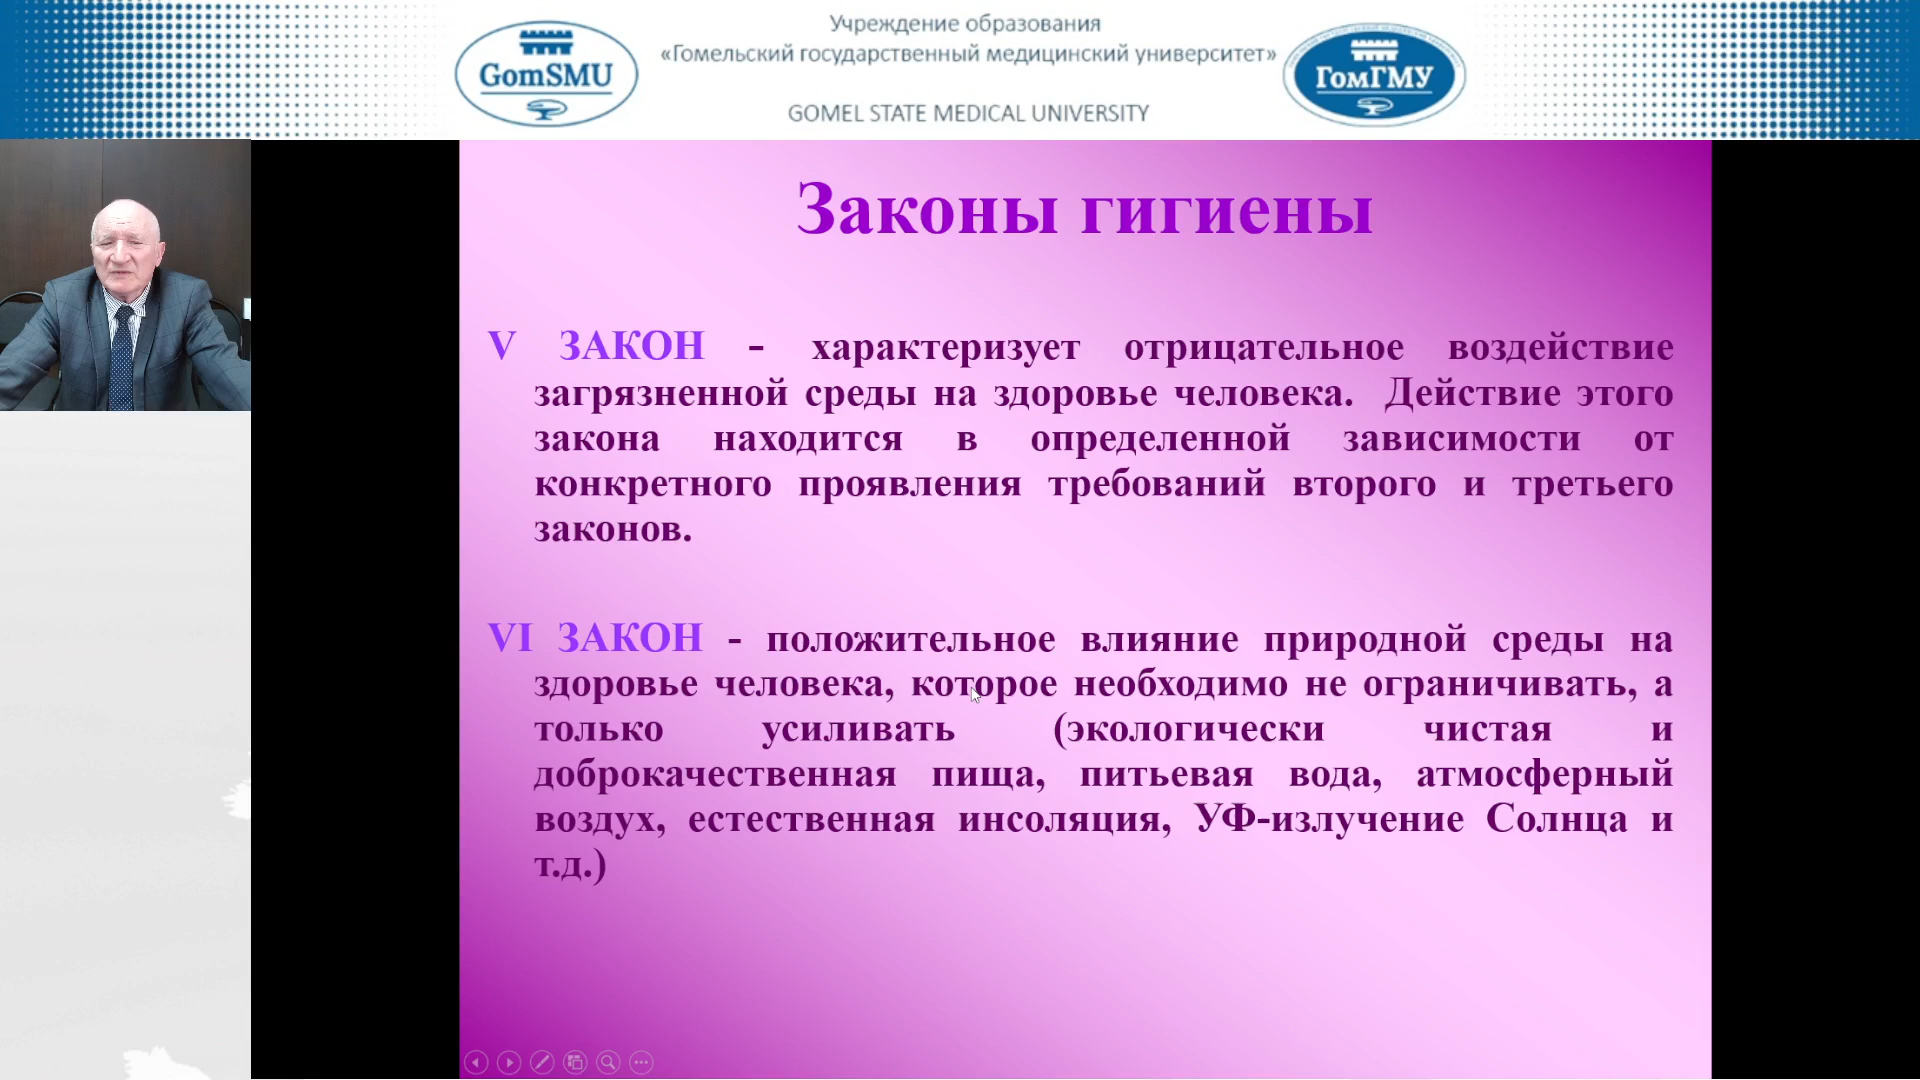 Учреждение образования
«Гомельский государственный медицинский университет»
GOMEL STATE MEDICAL UNIVERSITY
GomSMU
ГомГМУ
Законы гигиены
V ЗАКОН - характеризует отрицательное воздействие
загрязненной среды на здоровье человека. Действие этого
закона находится в определенной зависимости от
конкретного проявления требований второго и третьего
законов.
VI ЗАКОН - положительное влияние природной среды на
здоровье человека, которое необходимо не ограничивать, а
только усиливать (экологически чистая и
доброкачественная пища, питьевая вода, атмосферный
воздух, естественная инсоляция, УФ-излучение Солнца и
т.д.)